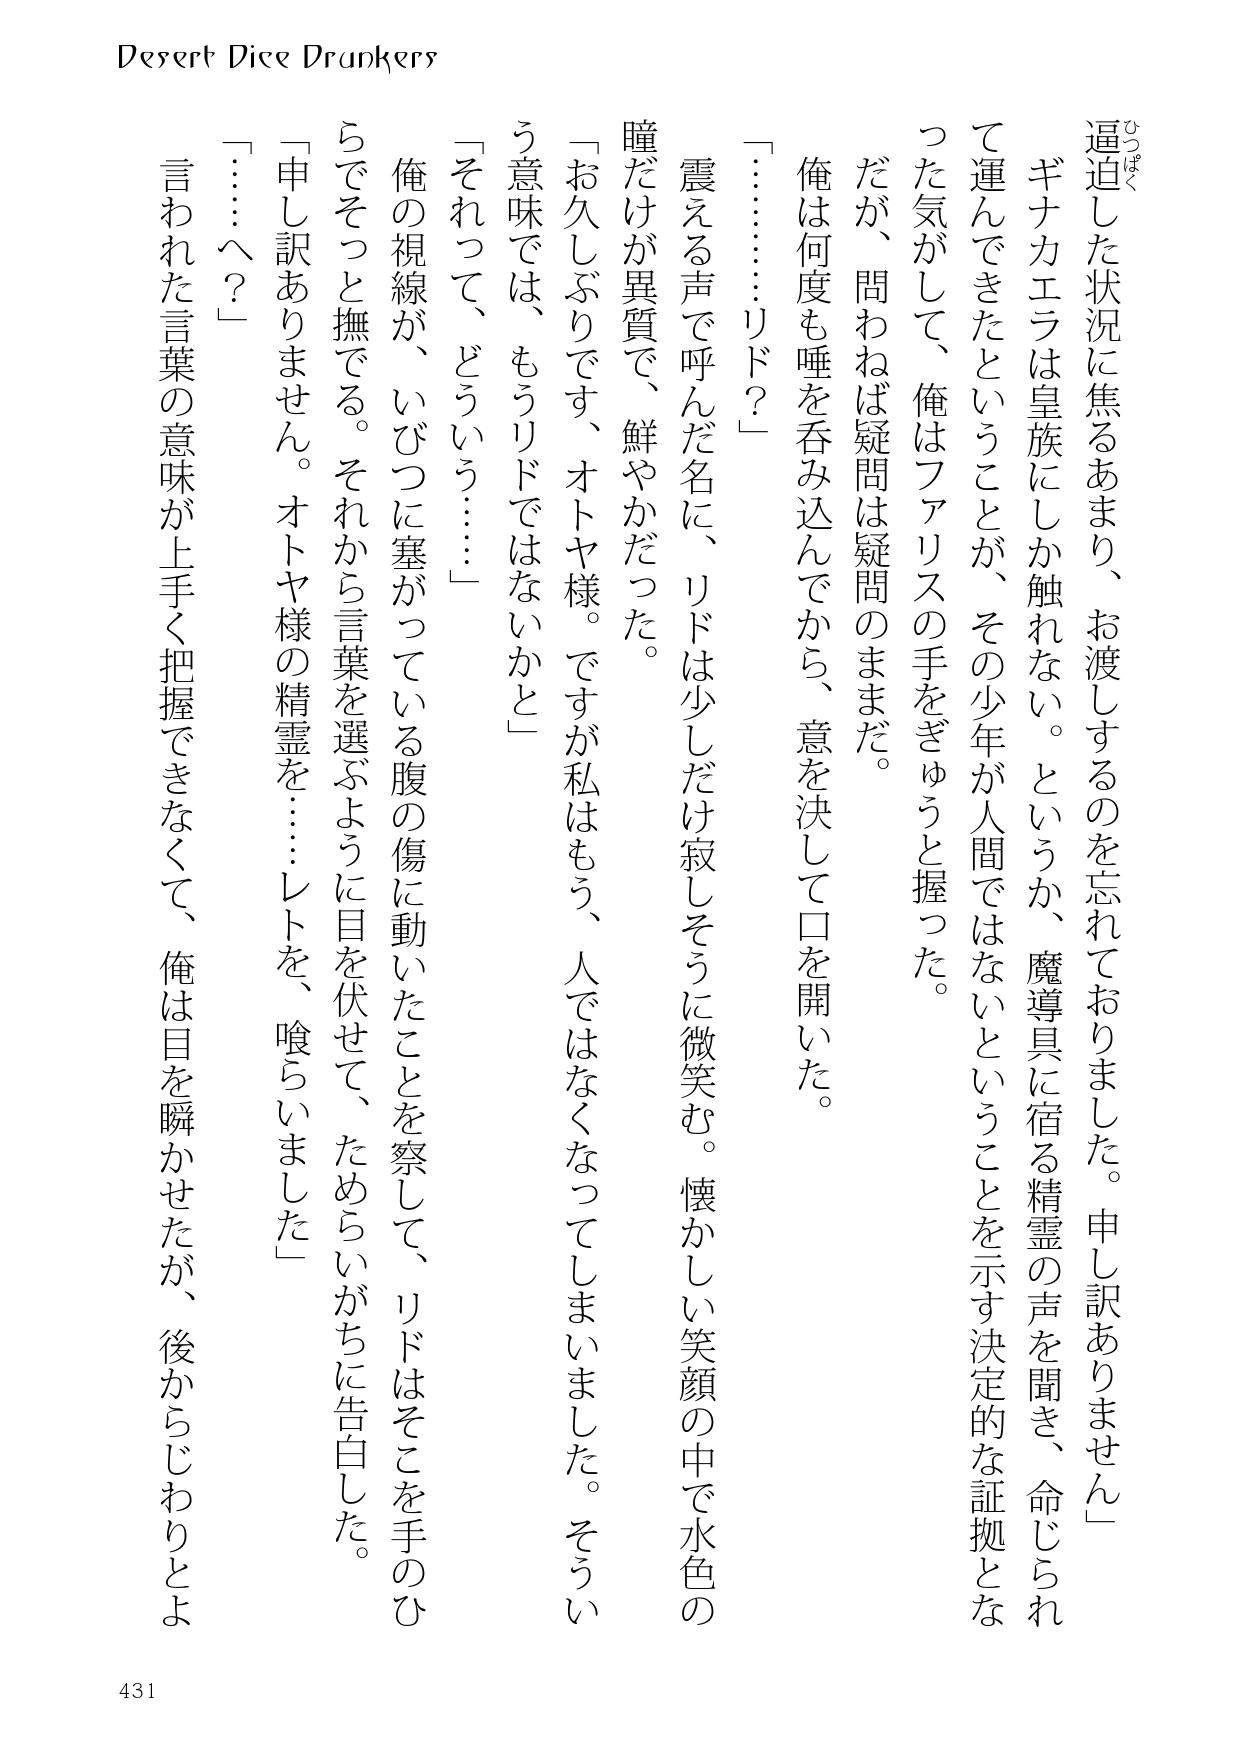 Desert Dice Drunkers
逼迫した状況に焦るあまり、お渡しするのを忘れておりました。申し訳ありません」
ひっぱく
　ギナカエラは皇族にしか触れない。というか、魔導具に宿る精霊の声を聞き、命じられ
て運んできたということが、その少年が人間ではないということを示す決定的な証拠とな
った気がして、俺はファリスの手をぎゅうと握った。
　だが、問わねば疑問は疑問のままだ。
　俺は何度も唾を呑み込んでから、意を決して口を開いた。
「…………リド？」
　震える声で呼んだ名に、リドは少しだけ寂しそうに微笑む。懐かしい笑顔の中で水色の
瞳だけが異質で、鮮やかだった。
「お久しぶりです、オトヤ様。ですが私はもう、人ではなくなってしまいました。そうい
う意味では、もうリドではないかと」
「それって、どういう……」
　俺の視線が、いびつに塞がっている腹の傷に動いたことを察して、リドはそこを手のひ
らでそっと撫でる。それから言葉を選ぶように目を伏せて、ためらいがちに告白した。
「申し訳ありません。オトヤ様の精霊を……レトを、喰らいました」
「……へ？」
　言われた言葉の意味が上手く把握できなくて、俺は目を瞬かせたが、後からじわりとよ
431